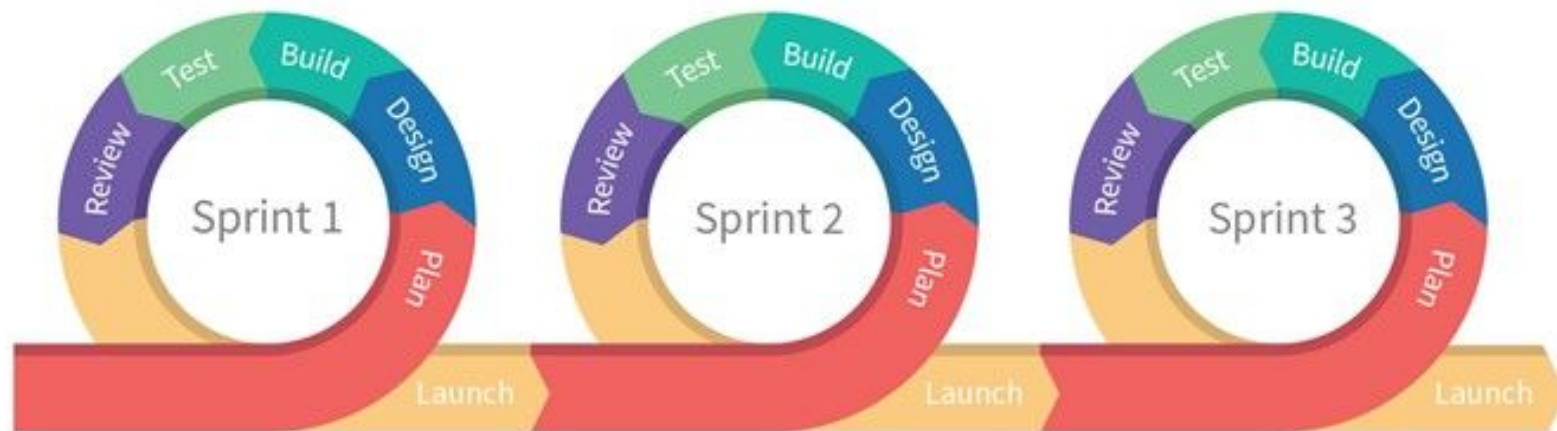 Test
Build
Review
Design
Sprint 1
Plan
Launch
Test
Build
Review
Design
Sprint 2
Plan
Launch
Test
Build
Review
Design
Sprint 3
Plan
Launch